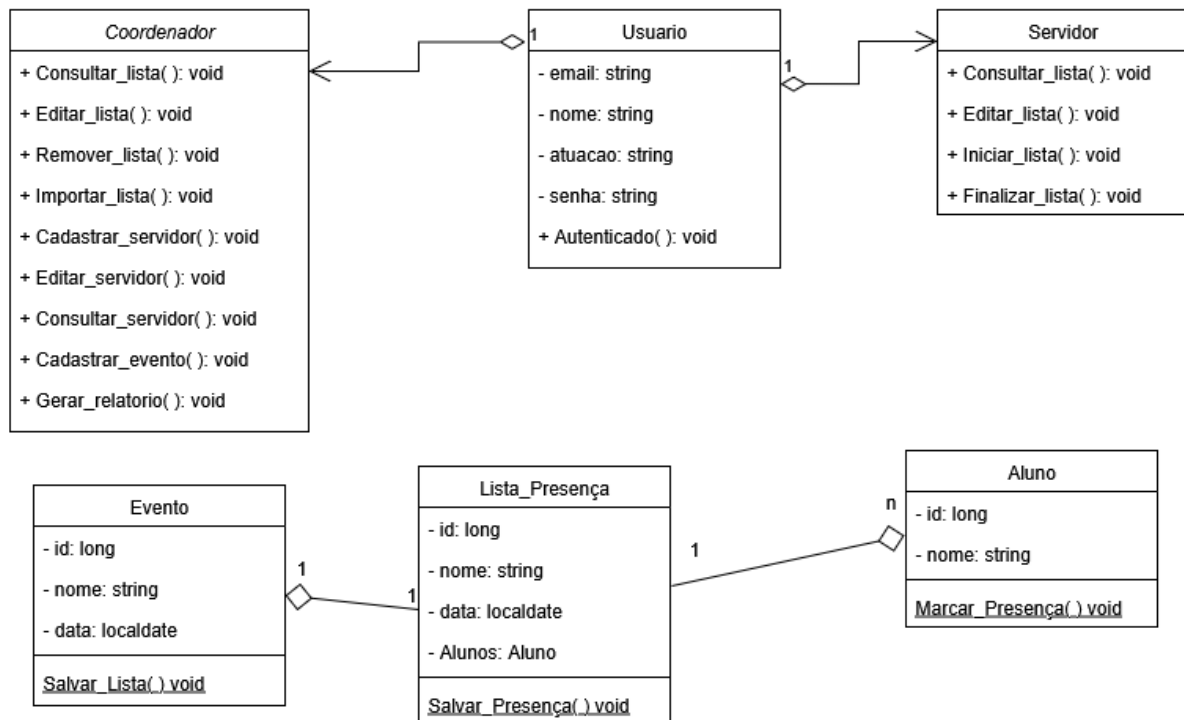 Coordenador
+ Consultar_lista( ): void
+ Editar_lista( ): void
+ Remover_lista( ): void
+ Importar_lista( ): void
+ Cadastrar_servidor( ): void
+ Editar_servidor( ): void
+ Consultar_servidor( ): void
+ Cadastrar_evento( ): void
+ Gerar_relatorio( ): void
1
Usuario
- email: string
- nome: string
- atuacao: string
- senha: string
+ Autenticado( ): void
1
Servidor
+ Consultar_lista( ): void
+ Editar_lista( ): void
+ Iniciar_lista( ): void
+ Finalizar_lista( ): void
Evento
- id: long
- nome: string
- data: localdate
Salvar_Lista( ) void
1
1
Lista_Presença
- id: long
- nome: string
- data: localdate
- Alunos: Aluno
Salvar_Presença( ) void
1
n
Aluno
- id: long
- nome: string
Marcar_Presença( ) void